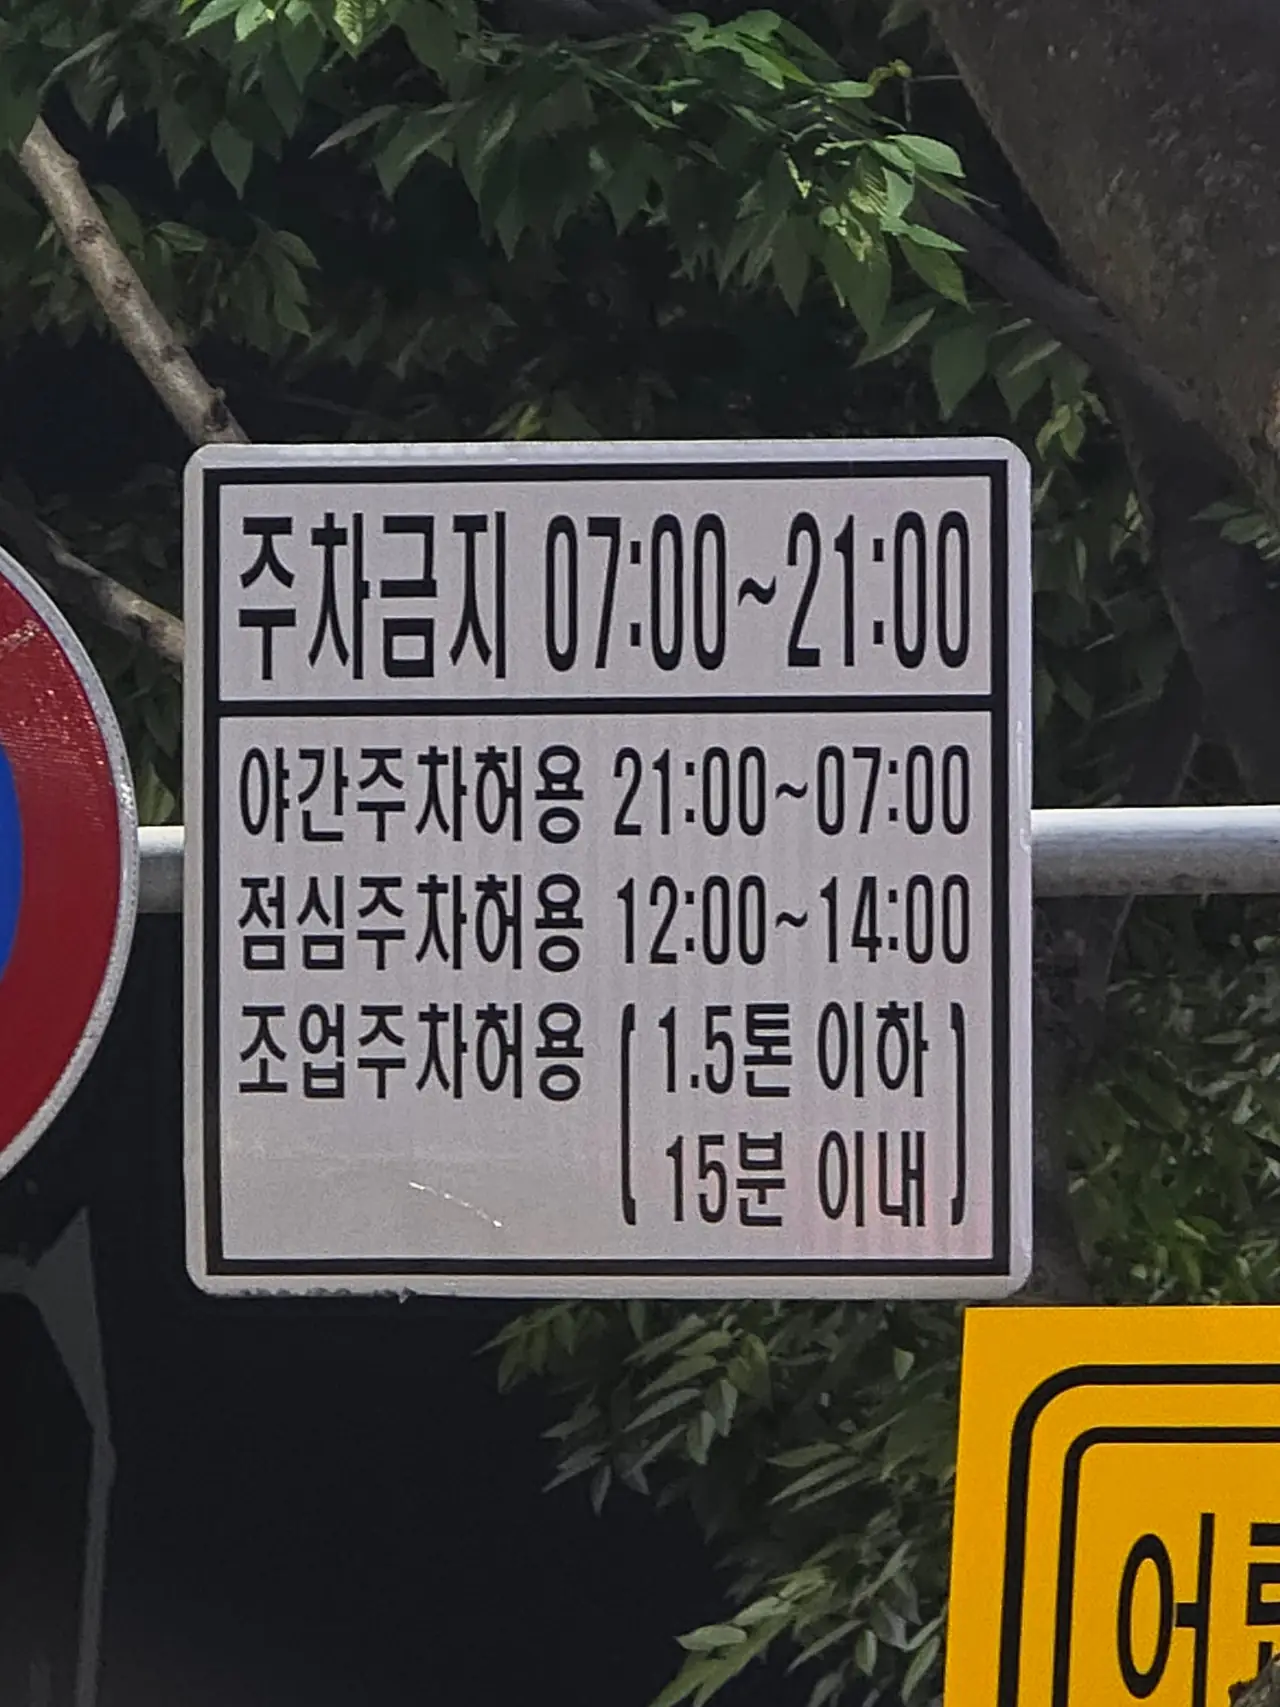 주차금지 07:00~21:00
야간주차허용 21:00~07:00
점심주차허용 12:00~14:00
조업주차허용 ( 1.5톤 이하
15분 이내 )
어